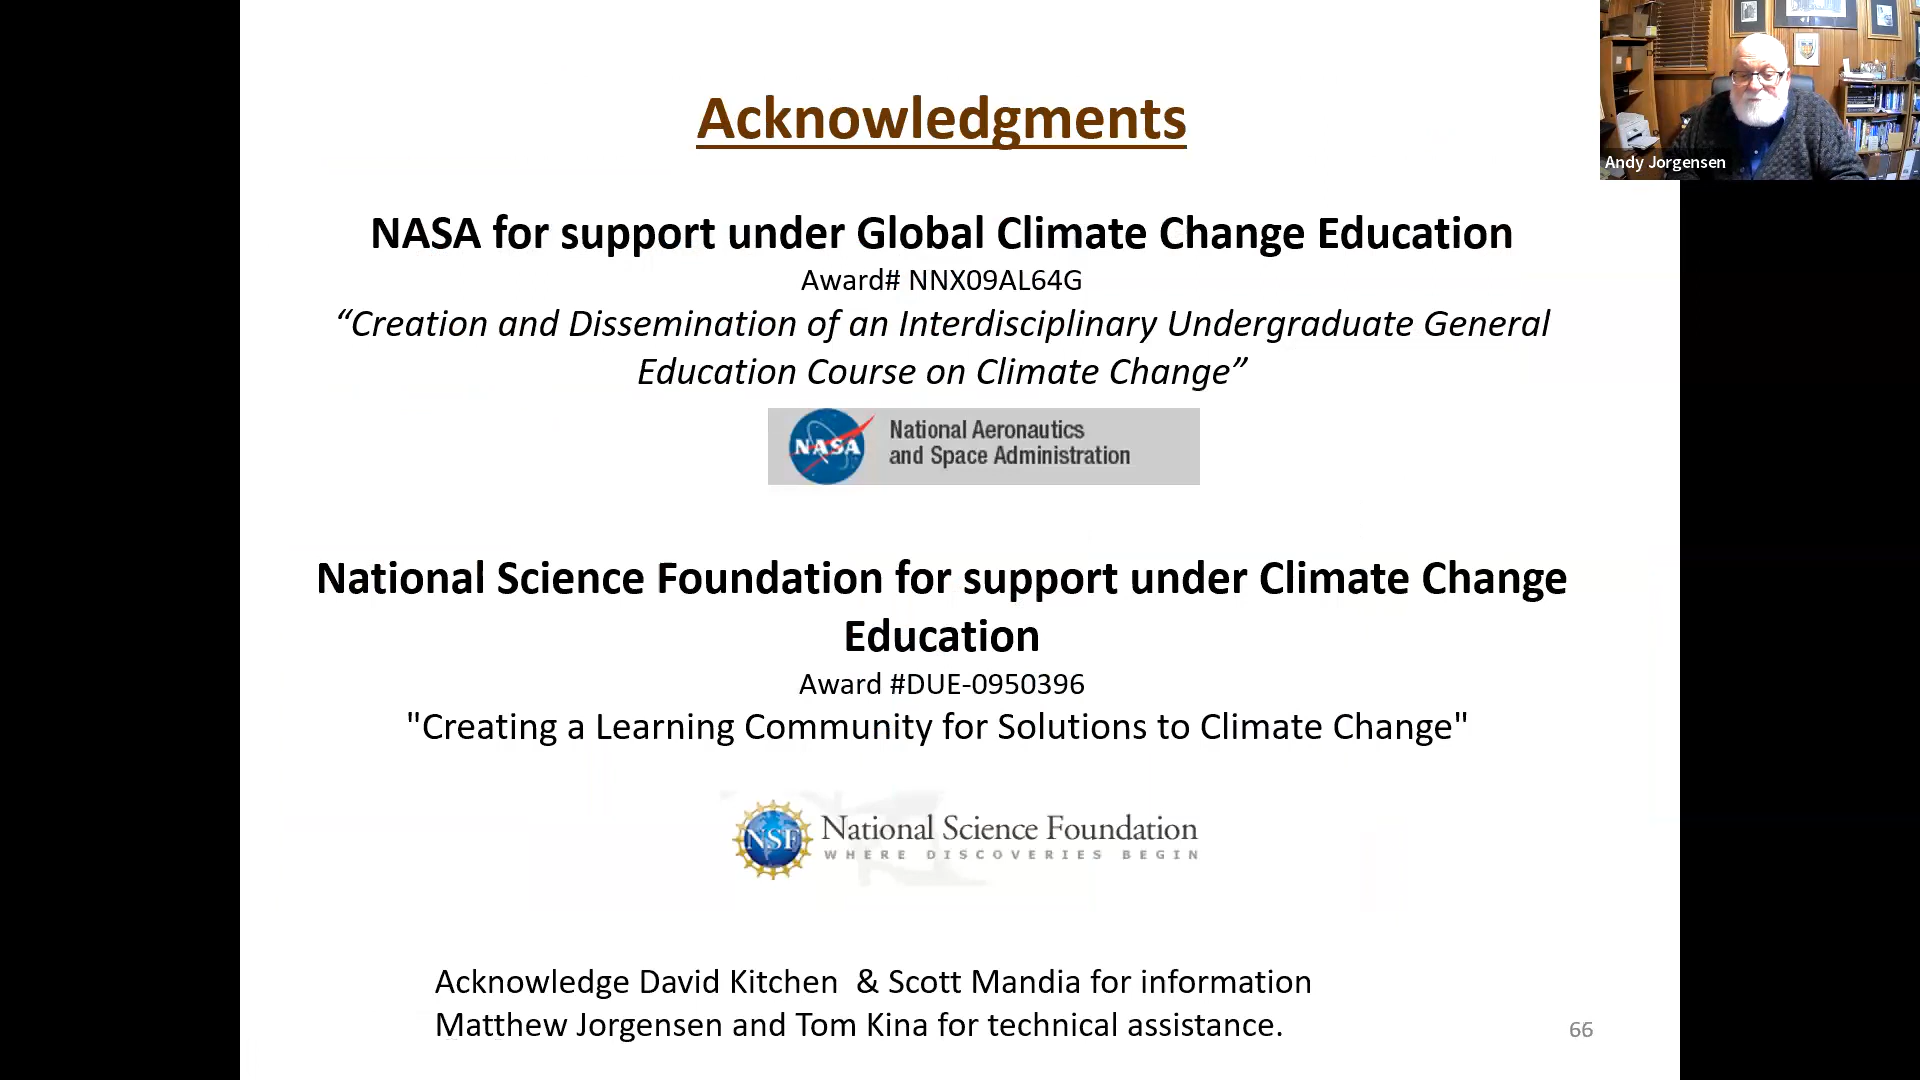 Acknowledgments
Andy Jorgensen
NASA for support under Global Climate Change Education
Award# NNX09AL64G
“Creation and Dissemination of an Interdisciplinary Undergraduate General
Education Course on Climate Change”
NASA
National Aeronautics
and Space Administration
National Science Foundation for support under Climate Change
Education
Award #DUE-0950396
"Creating a Learning Community for Solutions to Climate Change"
NSF
National Science Foundation
WHERE DISCOVERIES BEGIN
Acknowledge David Kitchen  & Scott Mandia for information
Matthew Jorgensen and Tom Kina for technical assistance.
66